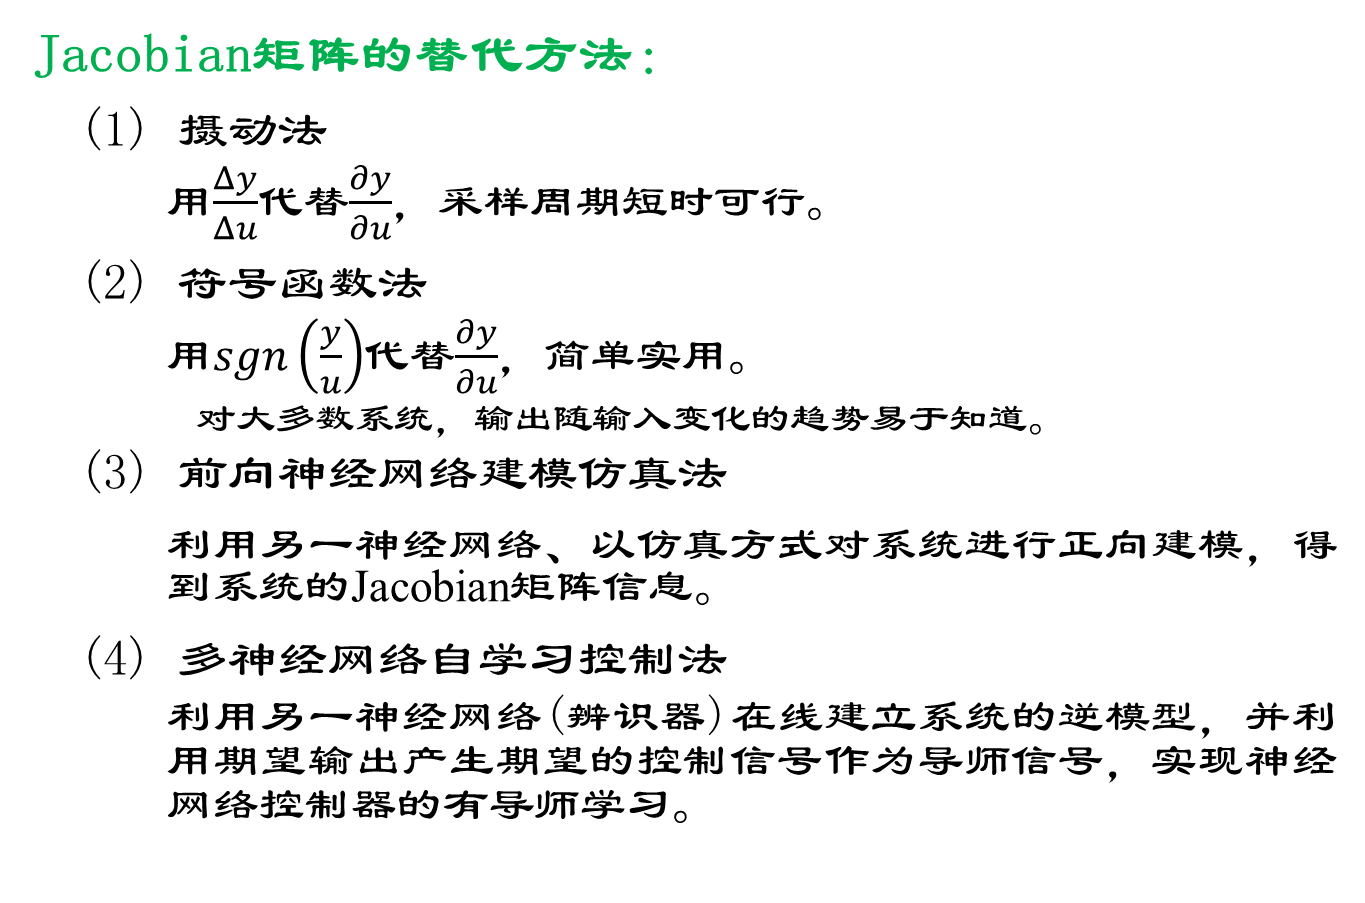 Jacobian矩阵的替代方法：
(1) 摄动法
用Δy/Δu代替∂y/∂u，采样周期短时可行。
(2) 符号函数法
用sgn(y/u)代替∂y/∂u，简单实用。
对大多数系统，输出随输入变化的趋势易于知道。
(3) 前向神经网络建模仿真法
利用另一神经网络、以仿真方式对系统进行正向建模，得
到系统的Jacobian矩阵信息。
(4) 多神经网络自学习控制法
利用另一神经网络(辨识器)在线建立系统的逆模型，并利
用期望输出产生期望的控制信号作为导师信号，实现神经
网络控制器的有导师学习。